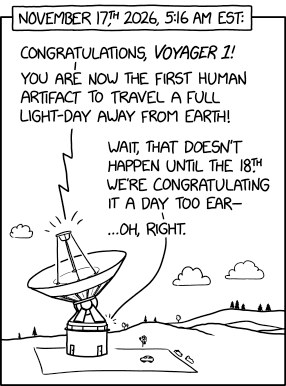 NOVEMBER 17TH 2026, 5:16 AM EST:
CONGRATULATIONS, VOYAGER 1!
YOU ARE NOW THE FIRST HUMAN
ARTIFACT TO TRAVEL A FULL
LIGHT-DAY AWAY FROM EARTH!
WAIT, THAT DOESN'T
HAPPEN UNTIL THE 18TH.
WE'RE CONGRATULATING
IT A DAY TOO EAR—
...OH, RIGHT.